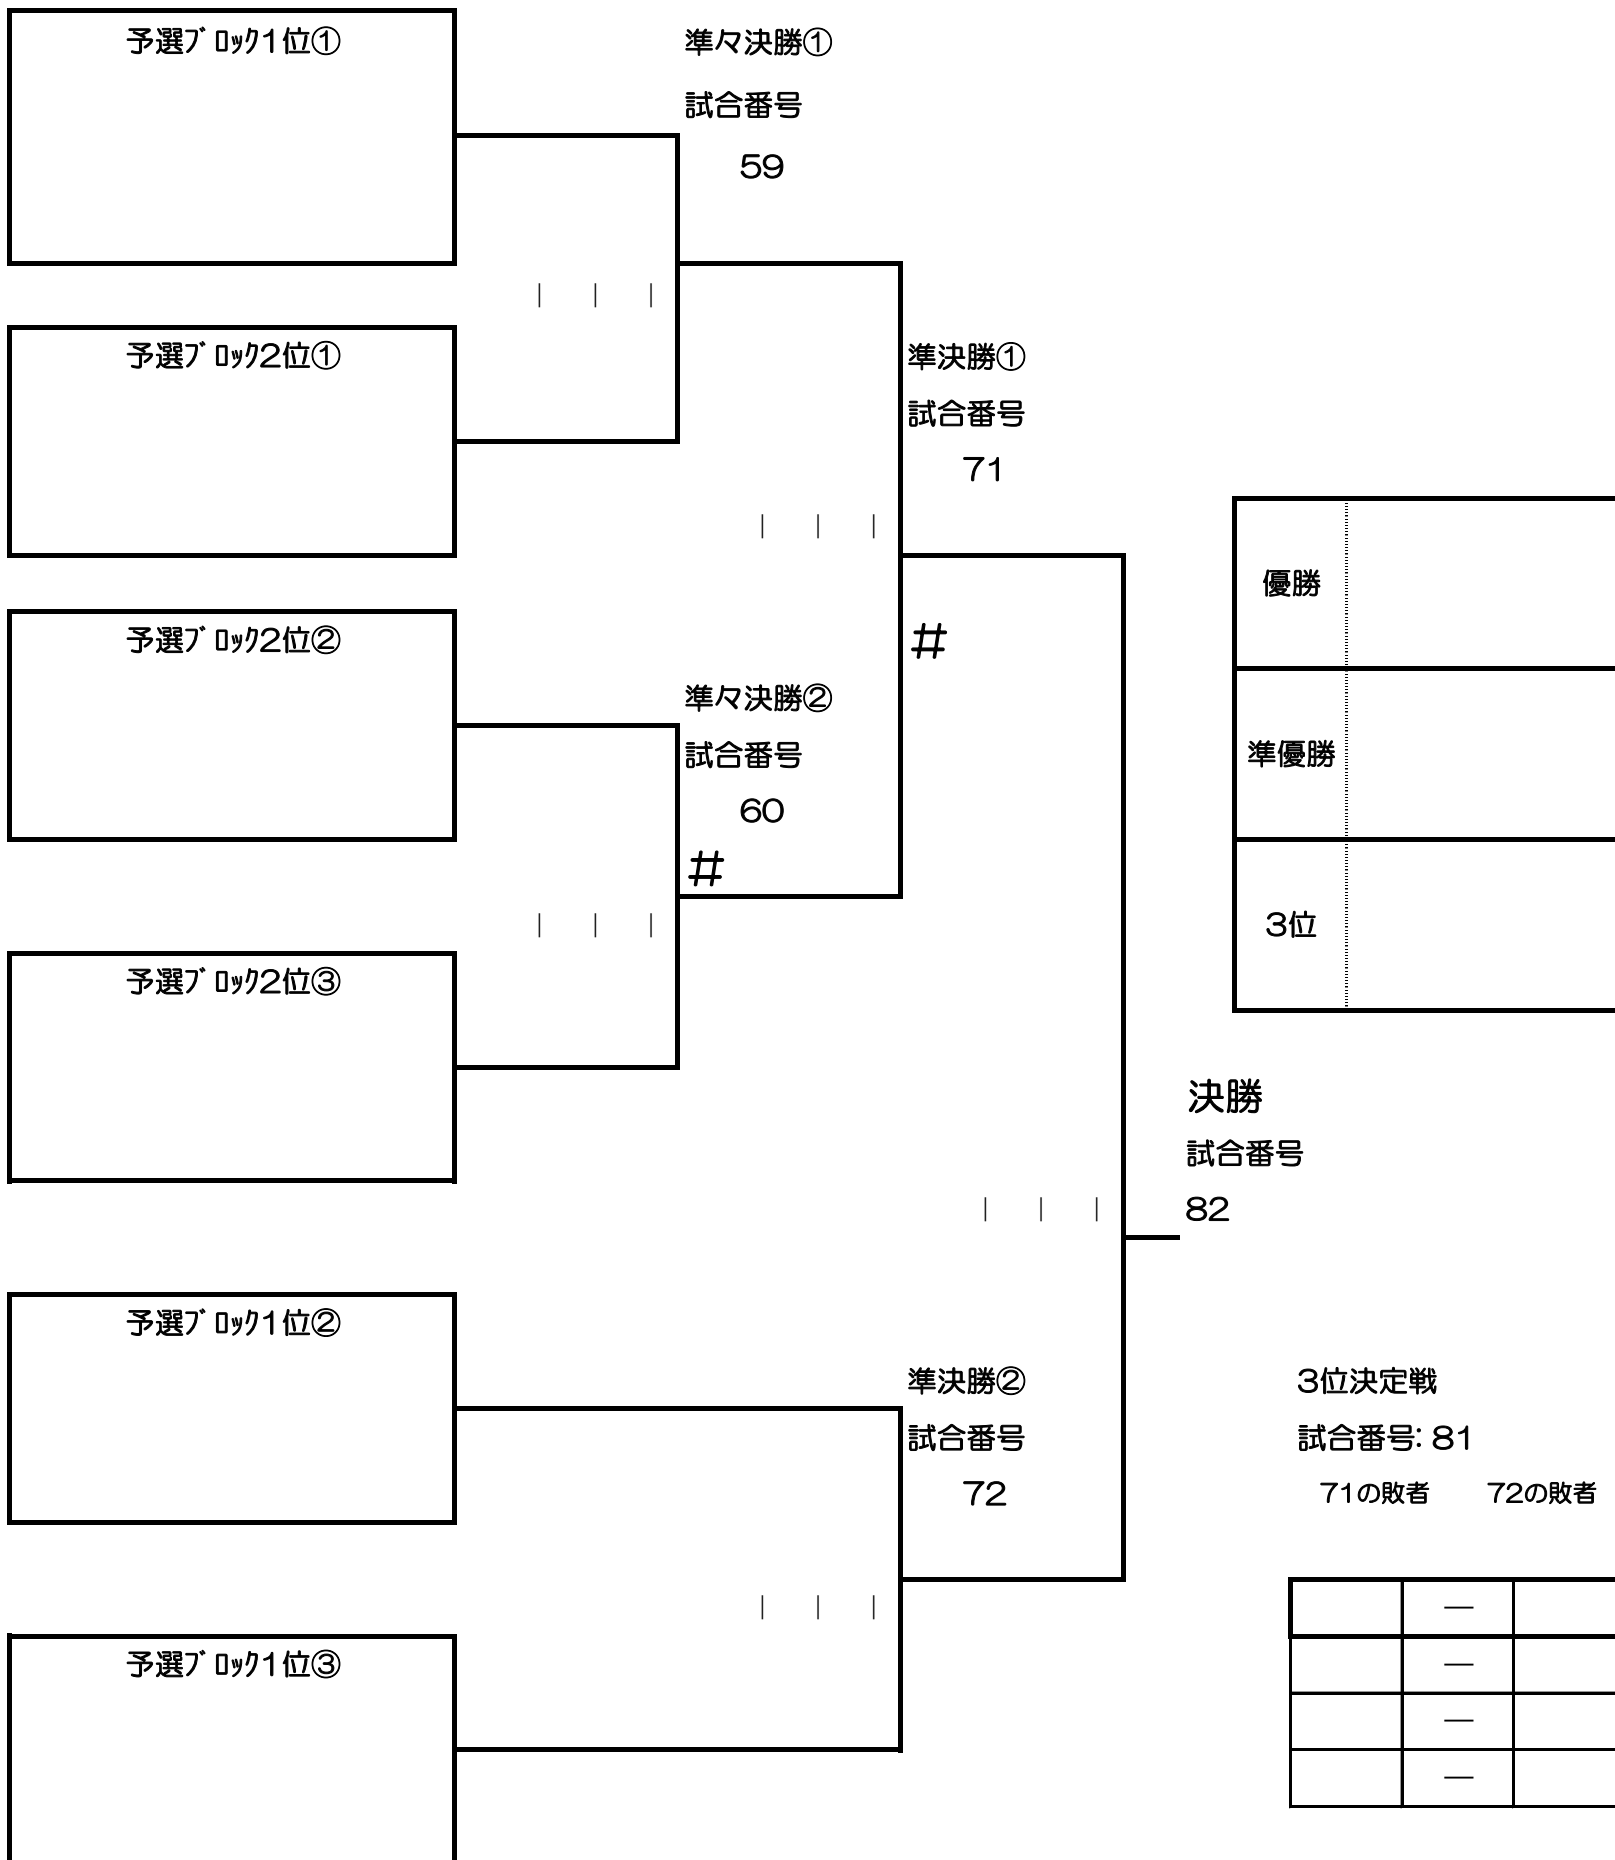 予選ﾌﾞﾛｯｸ1位①
準々決勝①
試合番号
59
予選ﾌﾞﾛｯｸ2位①
準決勝①
試合番号
71
優勝
予選ﾌﾞﾛｯｸ2位②
#
準々決勝②
試合番号
準優勝
60
#
3位
予選ﾌﾞﾛｯｸ2位③
決勝
試合番号
82
予選ﾌﾞﾛｯｸ1位②
準決勝②
3位決定戦
試合番号
試合番号: 81
72
71の敗者 72の敗者
—
予選ﾌﾞﾛｯｸ1位③
—
—
—